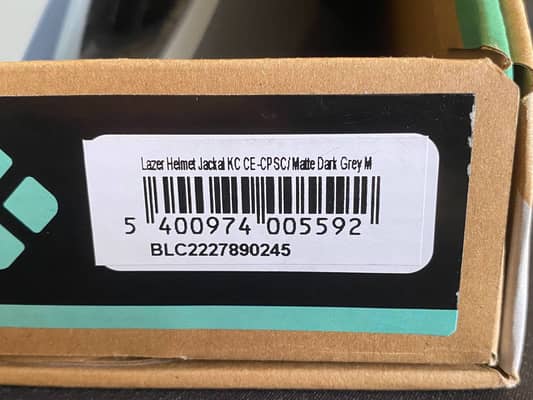 Lazer Helmet Jackal KC CE-CPSC/ Matte Dark Grey M
5 400974 005592
BLC2227890245